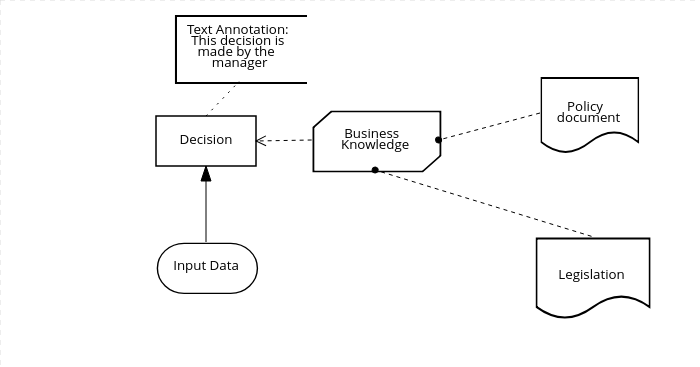 Text Annotation:
This decision is
made by the
manager
Decision
Business
Knowledge
Policy
document
Input Data
Legislation